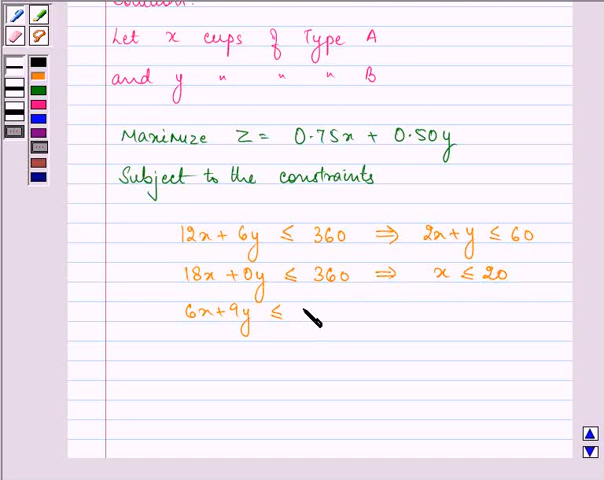 Let x cups of Type A
and y " " " B
Maximize Z = 0.75x + 0.50y
Subject to the constraints
12x + 6y ≤ 360 ⇒ 2x + y ≤ 60
18x + 0y ≤ 360 ⇒ x ≤ 20
6x + 9y ≤